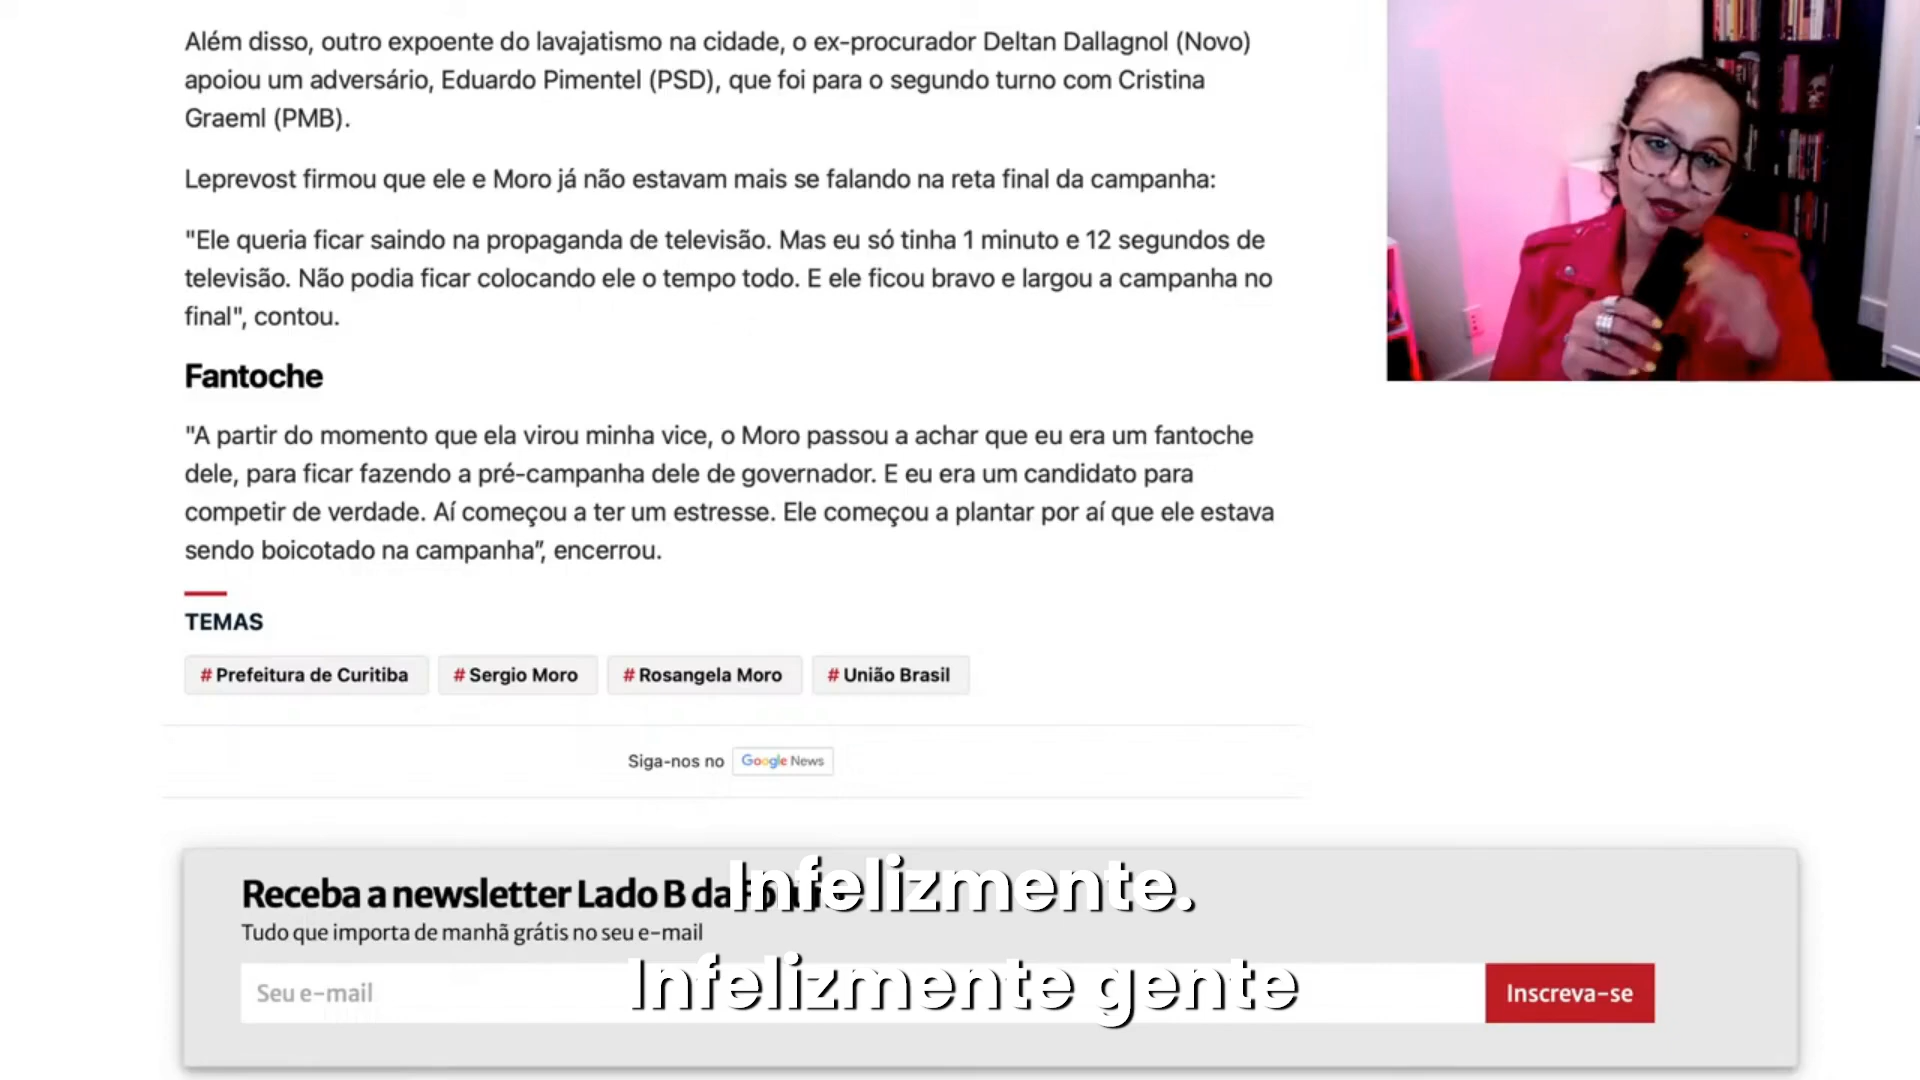 Além disso, outro expoente do lavajatismo na cidade, o ex-procurador Deltan Dallagnol (Novo)
apoiou um adversário, Eduardo Pimentel (PSD), que foi para o segundo turno com Cristina
Graeml (PMB).
Leprevost firmou que ele e Moro já não estavam mais se falando na reta final da campanha:
"Ele queria ficar saindo na propaganda de televisão. Mas eu só tinha 1 minuto e 12 segundos de
televisão. Não podia ficar colocando ele o tempo todo. E ele ficou bravo e largou a campanha no
final", contou.
Fantoche
"A partir do momento que ela virou minha vice, o Moro passou a achar que eu era um fantoche
dele, para ficar fazendo a pré-campanha dele de governador. E eu era um candidato para
competir de verdade. Aí começou a ter um estresse. Ele começou a plantar por aí que ele estava
sendo boicotado na campanha”, encerrou.
TEMAS
# Prefeitura de Curitiba # Sergio Moro # Rosangela Moro # União Brasil
Siga-nos no Google News
Receba a newsletter Lado B da
Tudo que importa de manhã grátis no seu e-mail
Seu e-mail
Inscreva-se
Infelizmente.
Infelizmente gente